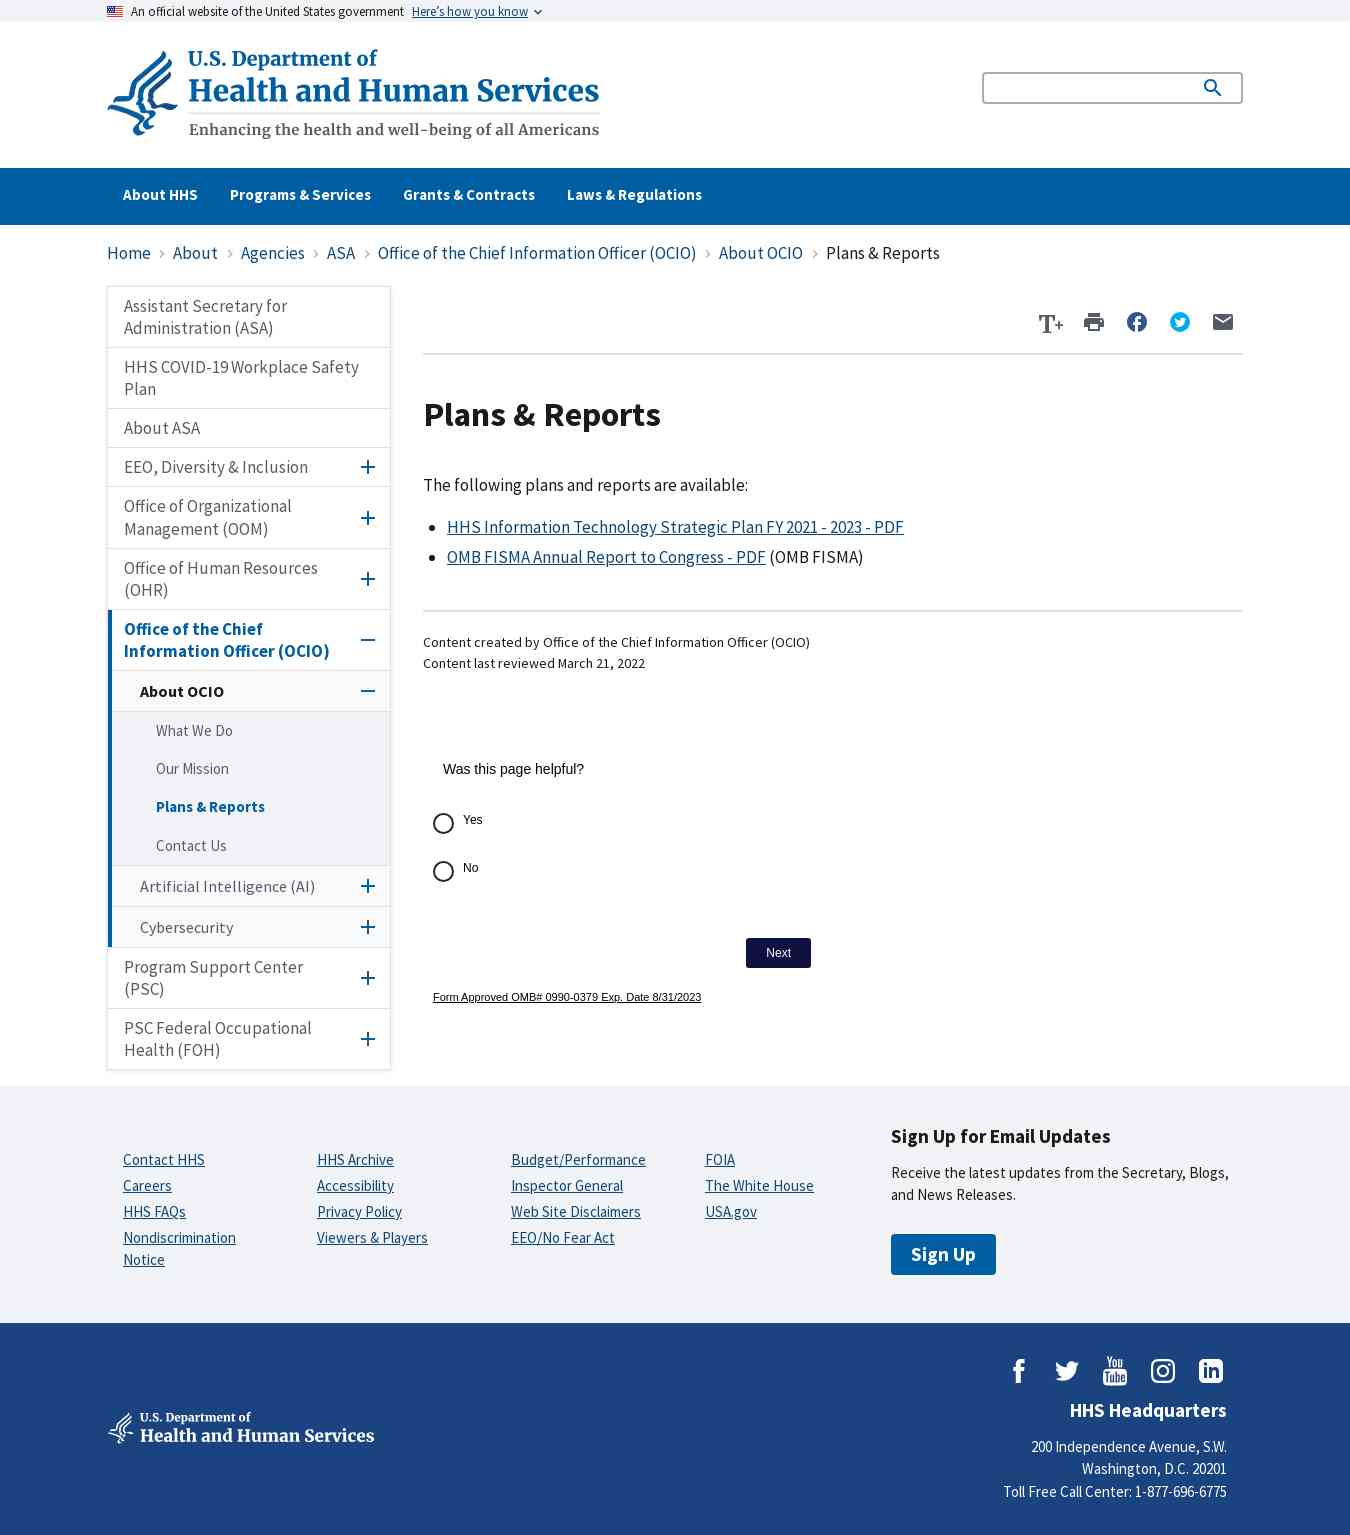 An official website of the United States government Here’s how you know
U.S. Department of
Health and Human Services
Enhancing the health and well-being of all Americans
About HHS
Programs & Services
Grants & Contracts
Laws & Regulations
Home › About › Agencies › ASA › Office of the Chief Information Officer (OCIO) › About OCIO › Plans & Reports
Assistant Secretary for
Administration (ASA)
HHS COVID-19 Workplace Safety
Plan
About ASA
EEO, Diversity & Inclusion
Office of Organizational
Management (OOM)
Office of Human Resources
(OHR)
Office of the Chief
Information Officer (OCIO)
About OCIO
What We Do
Our Mission
Plans & Reports
Contact Us
Artificial Intelligence (AI)
Cybersecurity
Program Support Center
(PSC)
PSC Federal Occupational
Health (FOH)
T+
Plans & Reports
The following plans and reports are available:
• HHS Information Technology Strategic Plan FY 2021 - 2023 - PDF
• OMB FISMA Annual Report to Congress - PDF (OMB FISMA)
Content created by Office of the Chief Information Officer (OCIO)
Content last reviewed March 21, 2022
Was this page helpful?
Yes
No
Next
Form Approved OMB# 0990-0379 Exp. Date 8/31/2023
Contact HHS
Careers
HHS FAQs
Nondiscrimination
Notice
HHS Archive
Accessibility
Privacy Policy
Viewers & Players
Budget/Performance
Inspector General
Web Site Disclaimers
EEO/No Fear Act
FOIA
The White House
USA.gov
Sign Up for Email Updates
Receive the latest updates from the Secretary, Blogs,
and News Releases.
Sign Up
U.S. Department of
Health and Human Services
You
Tube
in
HHS Headquarters
200 Independence Avenue, S.W.
Washington, D.C. 20201
Toll Free Call Center: 1-877-696-6775